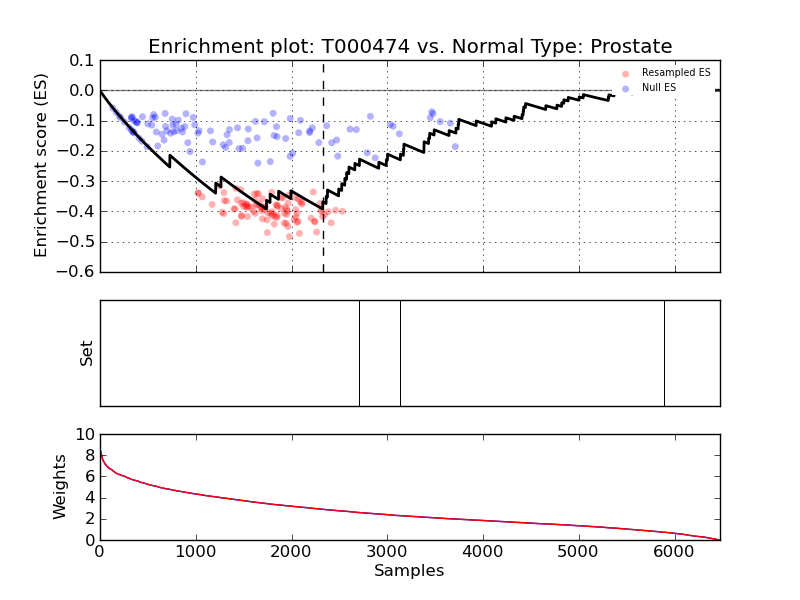 Enrichment plot: T000474 vs. Normal Type: Prostate
Enrichment score (ES)
0.1
0.0
−0.1
−0.2
−0.3
−0.4
−0.5
−0.6
Resampled ES
Null ES
Set
Weights
10
8
6
4
2
0
0 1000 2000 3000 4000 5000 6000
Samples